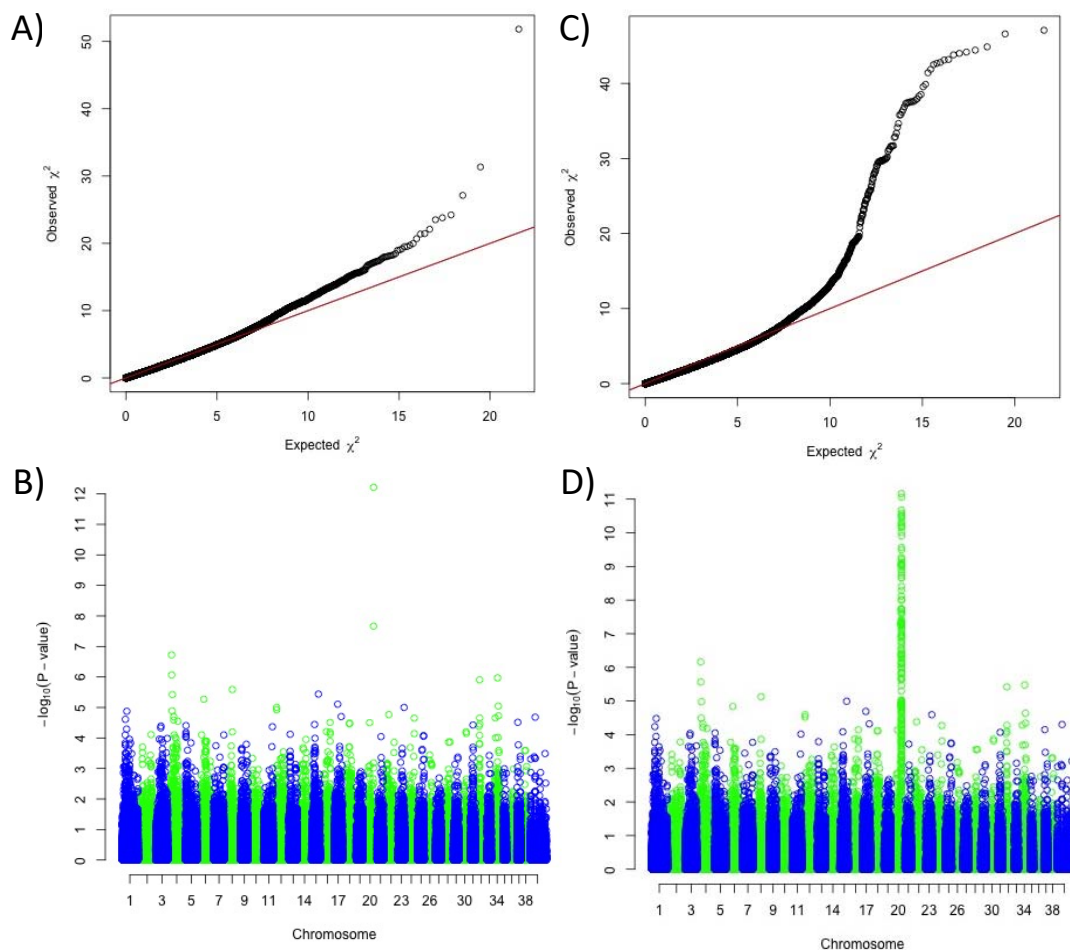 A)
50
40
30
20
10
0
Observed χ²
0 5 10 15 20
Expected χ²
C)
40
30
20
10
0
Observed χ²
0 5 10 15 20
Expected χ²
B)
12
11
10
9
8
7
6
5
4
3
2
1
0
−log₁₀(P − value)
1 3 5 7 9 11 14 17 20 23 26 30 34 38
Chromosome
D)
11
10
9
8
7
6
5
4
3
2
1
0
−log₁₀(P − value)
1 3 5 7 9 11 14 17 20 23 26 30 34 38
Chromosome